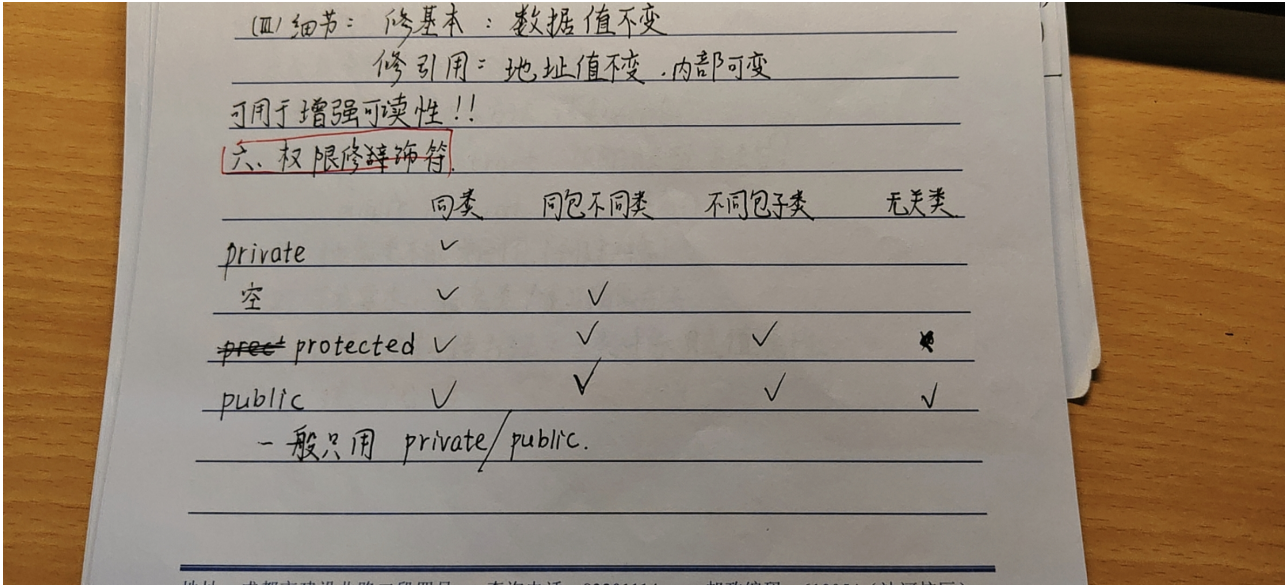 (Ⅲ) 细节： 修基本：数据值不变
修引用：地址值不变.内部可变
可用于增强可读性!!
六、权限修饰符.
同类 同包不同类 不同包子类 无关类.
private ✓
空 ✓ ✓
protected ✓ ✓ ✓
public ✓ ✓ ✓ ✓
一般只用 private/public.